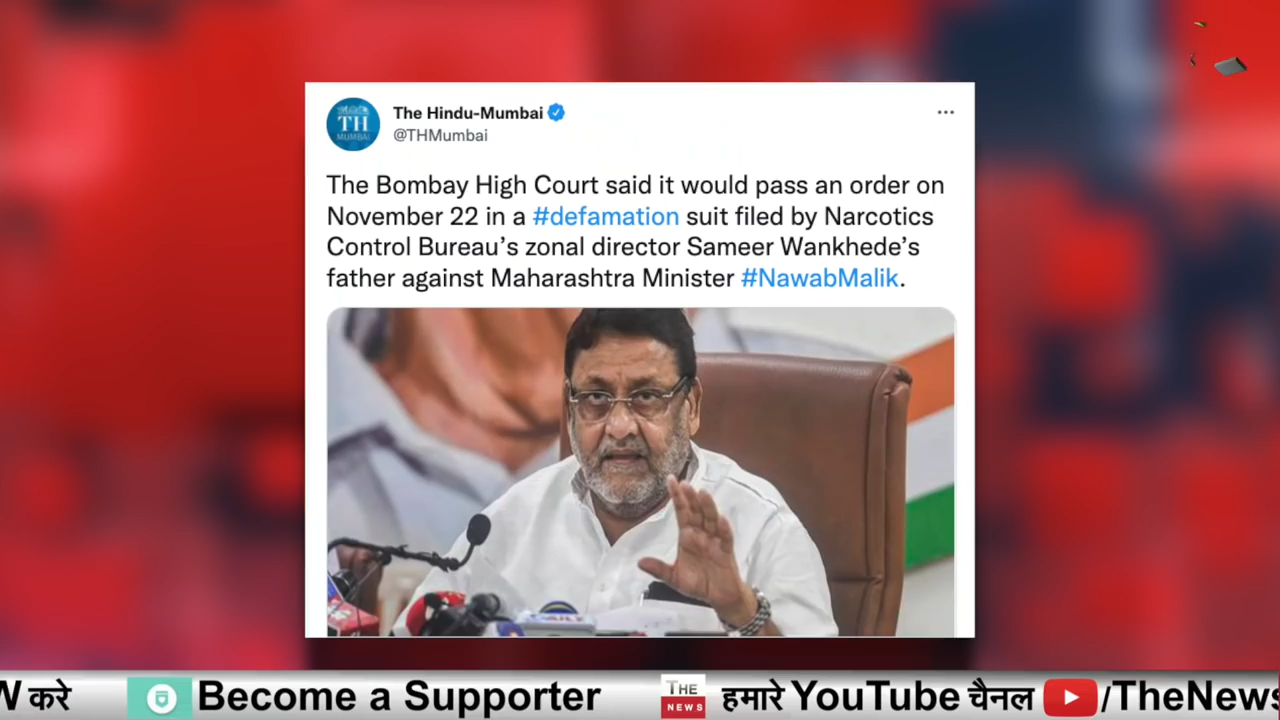 TH
MUMBAI
The Hindu-Mumbai
@THMumbai
The Bombay High Court said it would pass an order on
November 22 in a #defamation suit filed by Narcotics
Control Bureau’s zonal director Sameer Wankhede’s
father against Maharashtra Minister #NawabMalik.
W करे Become a Supporter THE NEWS हमारे YouTube चैनल /TheNews